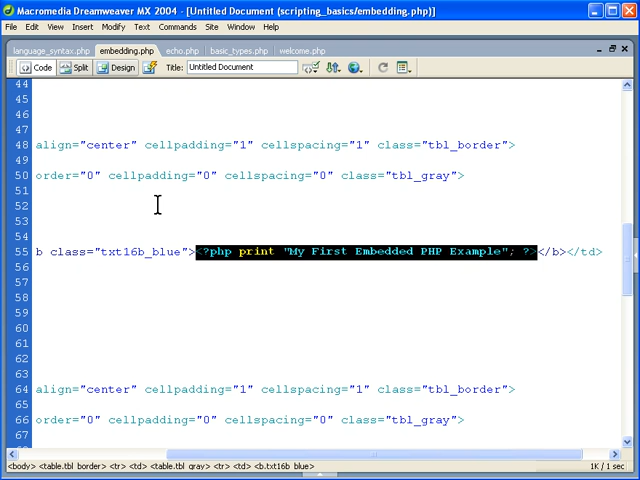 Macromedia Dreamweaver MX 2004 - [Untitled Document (scripting_basics/embedding.php)]
File Edit View Insert Modify Text Commands Site Window Help
language_syntax.php embedding.php echo.php basic_types.php welcome.php
Code Split Design Title: Untitled Document
44
45
46
47
48 align="center" cellpadding="1" cellspacing="1" class="tbl_border">
49
50 order="0" cellpadding="0" cellspacing="0" class="tbl_gray">
51
52
53
54
55 b class="txt16b_blue"><?php print "My First Embedded PHP Example"; ?></b></td>
56
57
58
59
60
61
62
63
64 align="center" cellpadding="1" cellspacing="1" class="tbl_border">
65
66 order="0" cellpadding="0" cellspacing="0" class="tbl_gray">
67
<body> <table.tbl_border> <tr> <td> <table.tbl_gray> <tr> <td> <b.txt16b_blue> 1K / 1 sec